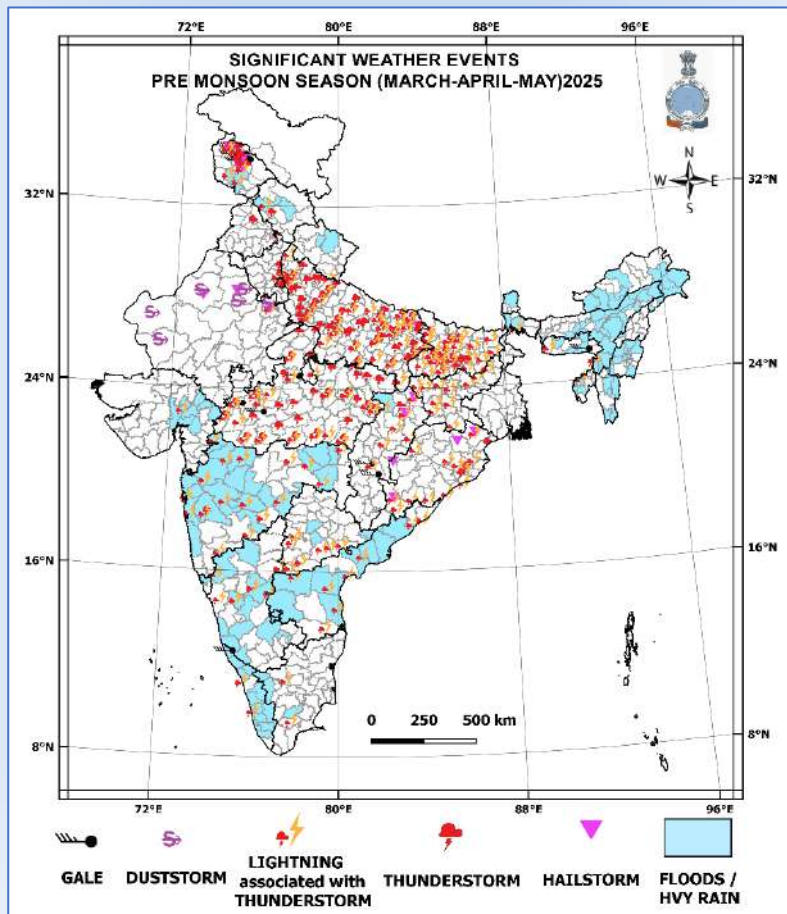 72°E 80°E 88°E 96°E
SIGNIFICANT WEATHER EVENTS
PRE MONSOON SEASON (MARCH-APRIL-MAY)2025
N
W E
S
32°N 32°N
24°N 24°N
16°N 16°N
0 250 500 km
8°N 8°N
72°E 80°E 88°E 96°E
GALE
DUSTSTORM
LIGHTNING
associated with
THUNDERSTORM
THUNDERSTORM
HAILSTORM
FLOODS /
HVY RAIN